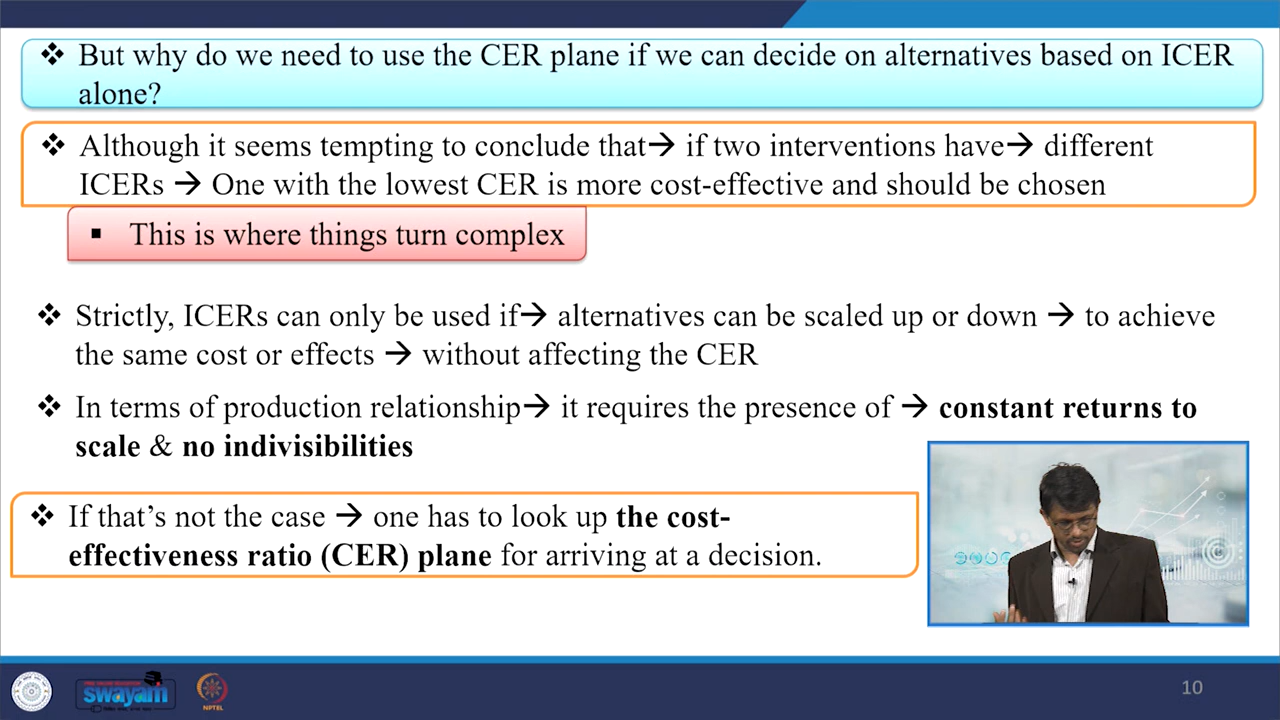 ❖ But why do we need to use the CER plane if we can decide on alternatives based on ICER
alone?
❖ Although it seems tempting to conclude that→ if two interventions have→ different
ICERs → One with the lowest CER is more cost-effective and should be chosen
▪ This is where things turn complex
❖ Strictly, ICERs can only be used if→ alternatives can be scaled up or down → to achieve
the same cost or effects → without affecting the CER
❖ In terms of production relationship→ it requires the presence of → constant returns to
scale & no indivisibilities
❖ If that’s not the case → one has to look up the cost-
effectiveness ratio (CER) plane for arriving at a decision.
swayam
NPTEL
10